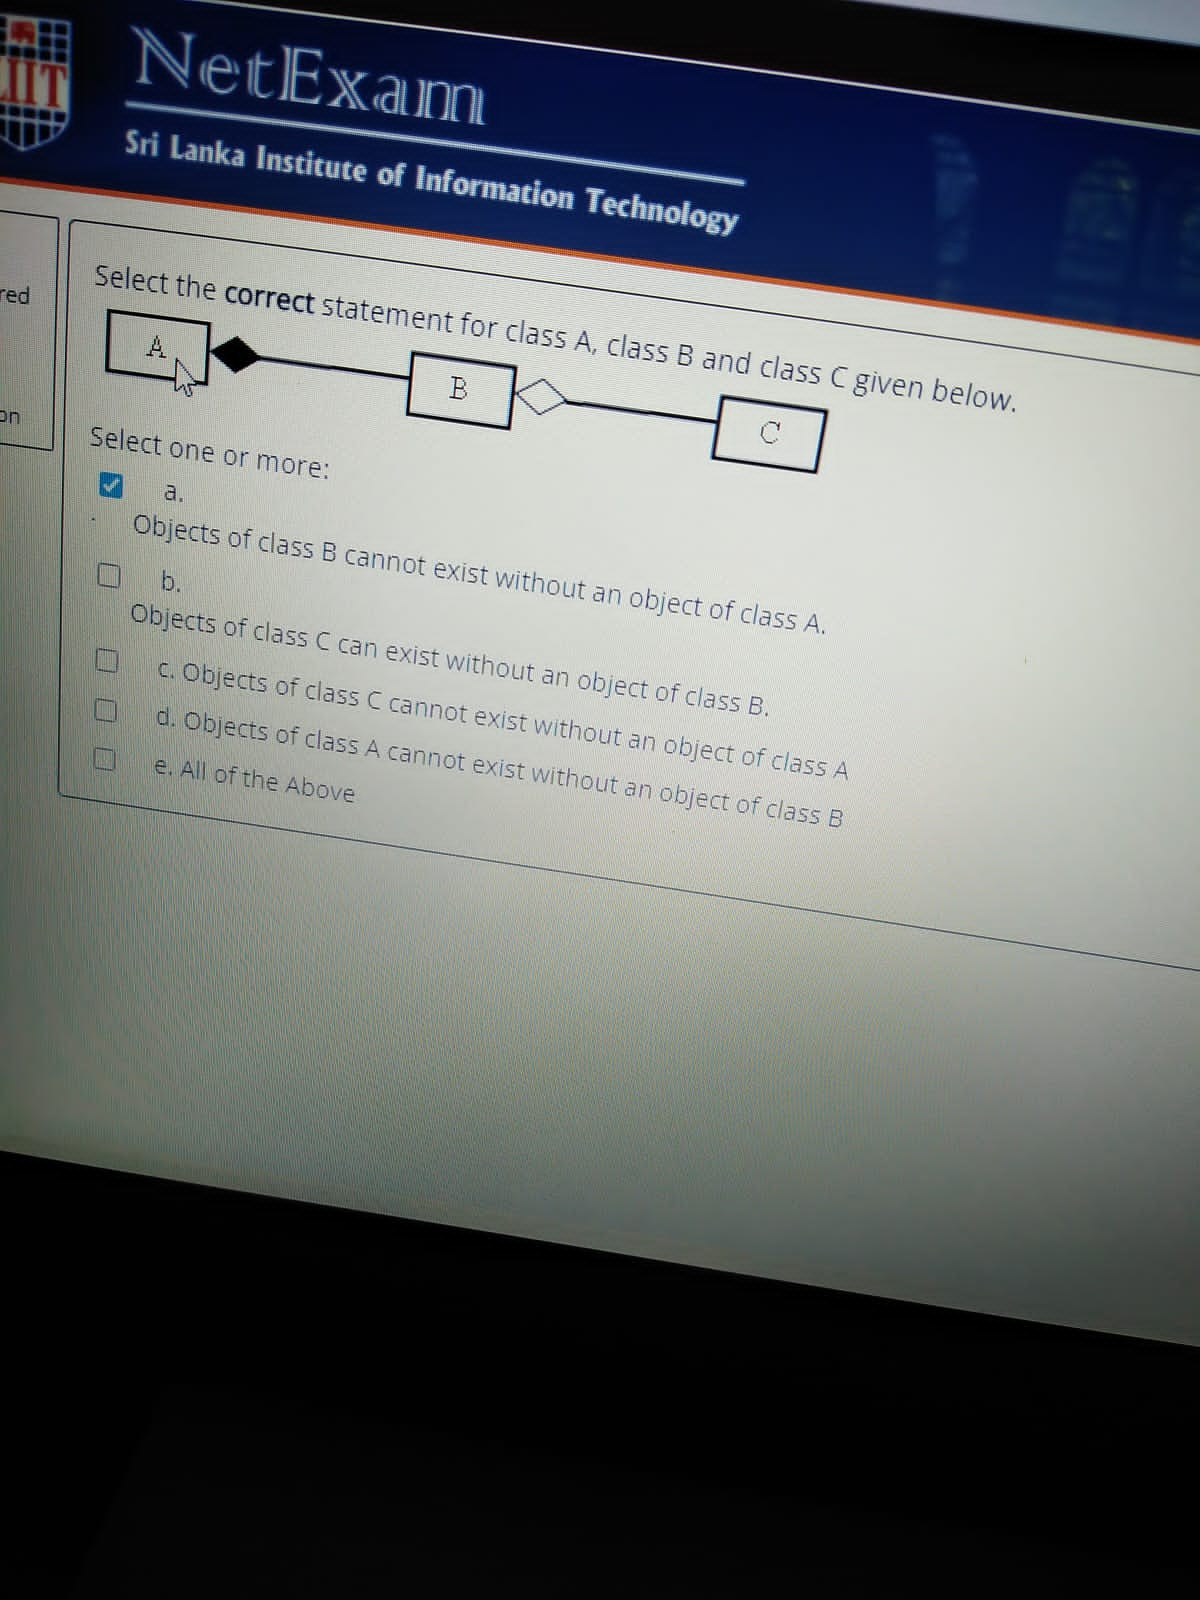 IIT
NetExam
Sri Lanka Institute of Information Technology
red
on
Select the correct statement for class A, class B and class C given below.
A
B
C
Select one or more:
a.
Objects of class B cannot exist without an object of class A.
b.
Objects of class C can exist without an object of class B.
c. Objects of class C cannot exist without an object of class A
d. Objects of class A cannot exist without an object of class B
e. All of the Above